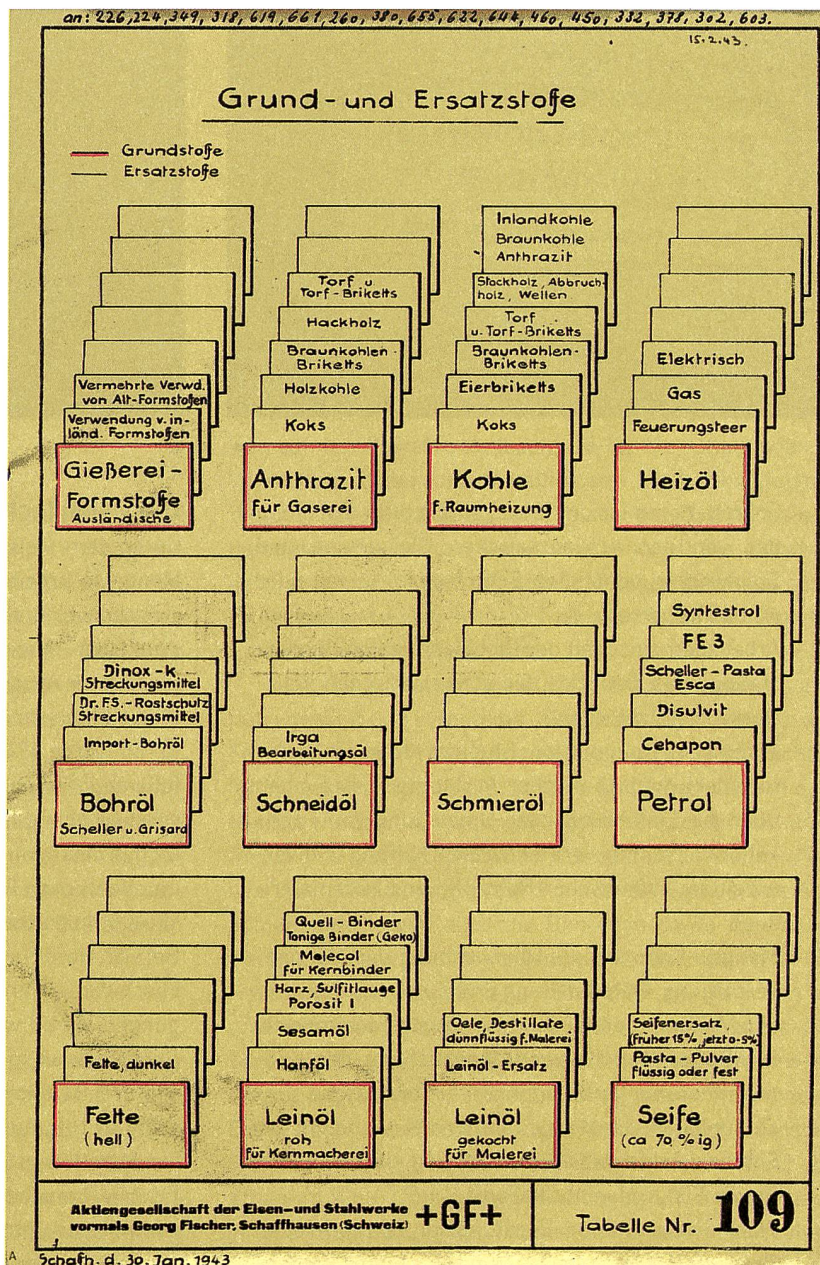 an: 226, 224, 349, 318, 619, 661, 260, 380, 655, 622, 644, 460, 450, 332, 378, 302, 603.
15.2.43.
Grund- und Ersatzstoffe
Grundstoffe
Ersatzstoffe
Vermehrte Verwd.
von Alt-Formstoffen
Verwendung v. in-
länd. Formstoffen
Gießerei-
Formstoffe
Ausländische
Torf u
Torf-Briketts
Hackholz
Braunkohlen-
Briketts
Holzkohle
Koks
Anthrazit
für Gaserei
Inlandkohle
Braunkohle
Anthrazit
Stockholz, Abbruch-
holz, Wellen
Torf
u. Torf-Briketts
Braunkohlen-
Briketts
Eierbriketts
Koks
Kohle
f. Raumheizung
Elektrisch
Gas
Feuerungsteer
Heizöl
Dinox-k
Streckungsmittel
Dr. F.S.-Rostschutz
Streckungsmittel
Import-Bohröl
Bohröl
Scheller u. Grisard
Irga
Bearbeitungsöl
Schneidöl
Schmieröl
Syntestrol
FE 3
Scheller-Pasta
Esca
Disulvit
Cehapon
Petrol
Fette, dunkel
Fette
(hell)
Quell-Binder
Tonige Binder (Geko)
Molecol
für Kernbinder
Harz, Sulfitlauge
Porosit I
Sesamöl
Hanföl
Leinöl
roh
für Kernmacherei
Oele, Destillate
dünnflüssig f. Malerei
Leinöl-Ersatz
Leinöl
gekocht
für Malerei
Seifenersatz
(Früher 15%, jetzt 0-5%)
Pasta-Pulver
flüssig oder fest
Seife
(ca 70 % ig)
Aktiengesellschaft der Eisen- und Stahlwerke
vormals Georg Fischer, Schaffhausen (Schweiz)
+GF+
Tabelle Nr. 109
A
Schafh. d. 30. Jan. 1943